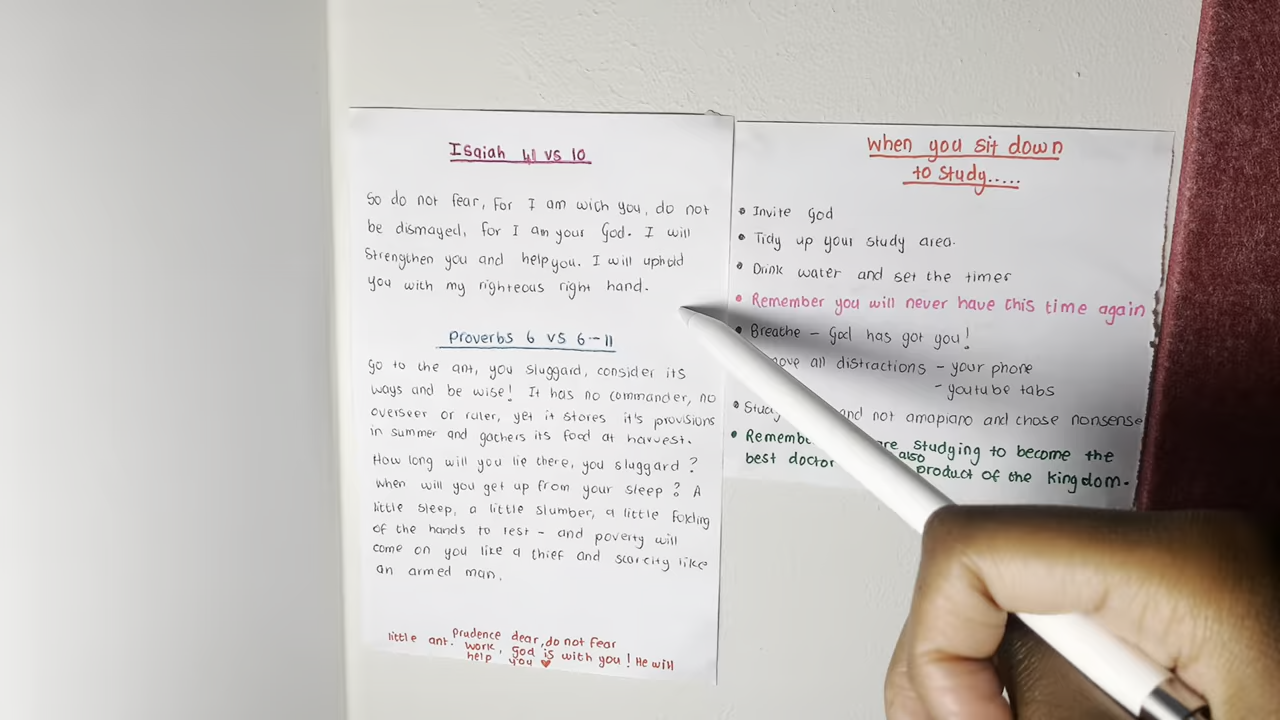 Isaiah 41 vs 10
So do not fear, For I am with you, do not
be dismayed, for I am your God. I will
Strengthen you and help you. I will uphold
you with my righteous right hand.
Proverbs 6 vs 6-11
Go to the ant, you sluggard, consider its
ways and be wise! It has no commander, no
overseer or ruler, yet it stores it's provisions
in summer and gathers its food at harvest.
How long will you lie there, you sluggard?
When will you get up from your sleep? A
little sleep, a little slumber, a little folding
of the hands to rest - and poverty will
come on you like a thief and scarcity like
an armed man.
Prudence dear, do not fear
little ant. work, God is with you! He will
help you ♥
When you sit down
to study.....
• Invite God
• Tidy up your study area.
• Drink water and set the timer
• Remember you will never have this time again
• Breathe - God has got you!
all distractions - your phone
- youtube tabs
• and not amapiano and chose nonsense
• are studying to become the
also
best doctor product of the kingdom.